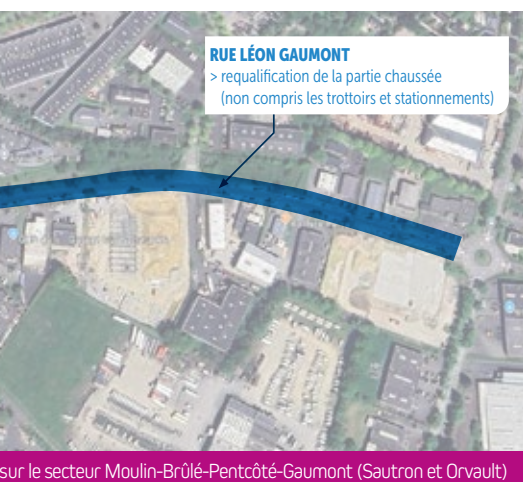 RUE LÉON GAUMONT
> requalification de la partie chaussée
(non compris les trottoirs et stationnements)
sur le secteur Moulin-Brûlé-Pentcôté-Gaumont (Sautron et Orvault)